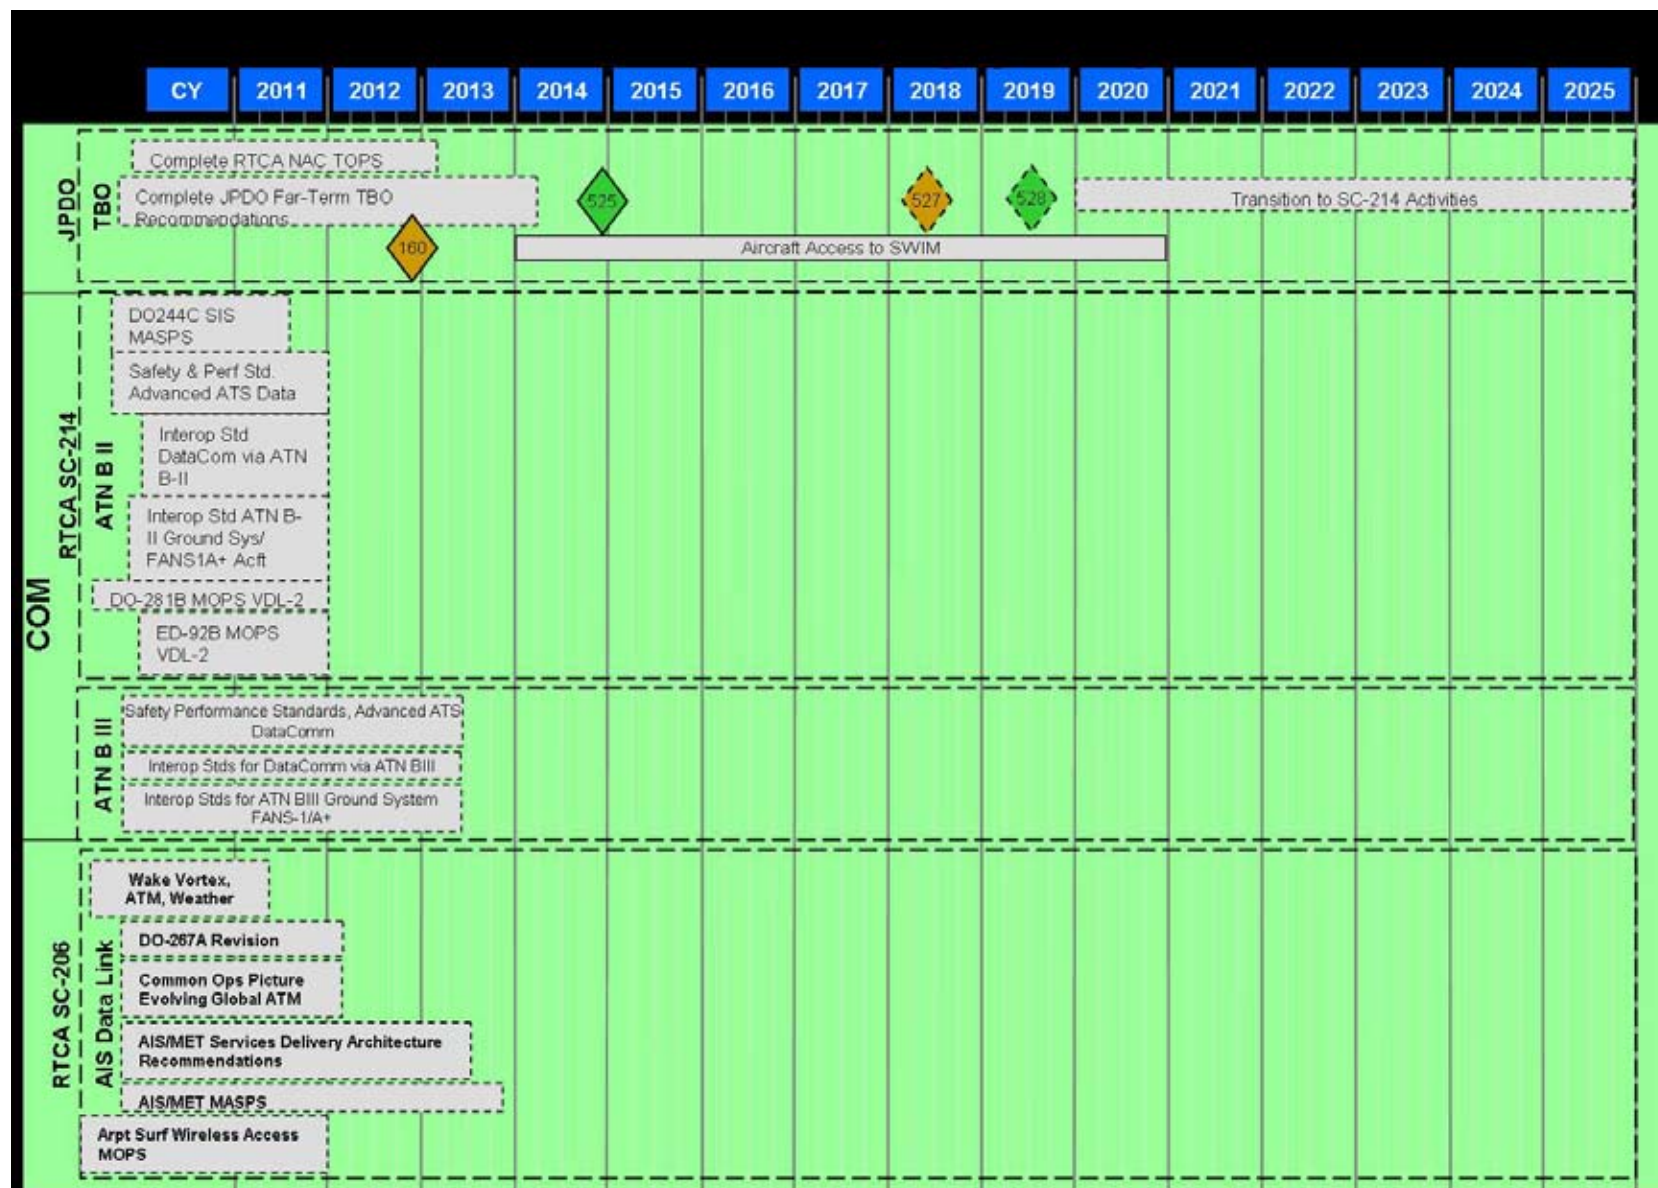 CY 2011 2012 2013 2014 2015 2016 2017 2018 2019 2020 2021 2022 2023 2024 2025
COM
JPDO
TBO
Complete RTCA NAC TOPS
Complete JPDO Far-Term TBO
Recommendations
160
525
527
528
Transition to SC-214 Activities
Aircraft Access to SWIM
RTCA SC-214
ATN B II
DO244C SIS
MASPS
Safety & Perf Std.
Advanced ATS Data
Interop Std
DataCom via ATN
B-II
Interop Std ATN B-
II Ground Sys/
FANS1A+ Acft
DO-281B MOPS VDL-2
ED-92B MOPS
VDL-2
ATN B III
Safety Performance Standards, Advanced ATS
DataComm
Interop Stds for DataComm via ATN BIII
Interop Stds for ATN BIII Ground System
FANS-1/A+
RTCA SC-206
AIS Data Link
Wake Vortex,
ATM, Weather
DO-267A Revision
Common Ops Picture
Evolving Global ATM
AIS/MET Services Delivery Architecture
Recommendations
AIS/MET MASPS
Arpt Surf Wireless Access
MOPS